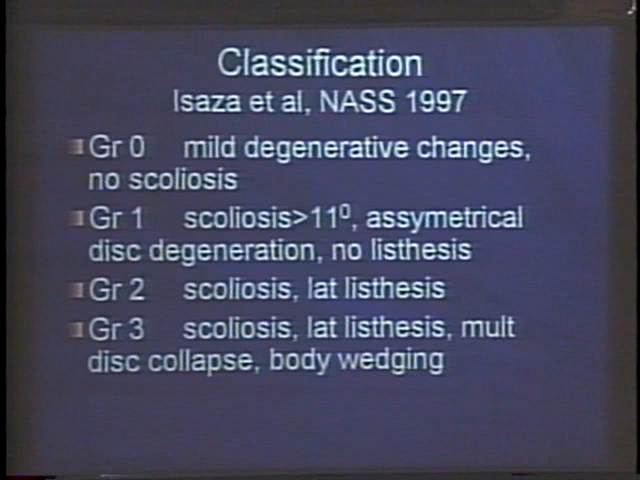 Classification
Isaza et al, NASS 1997
Gr 0 mild degenerative changes,
no scoliosis
Gr 1 scoliosis>11⁰, assymetrical
disc degeneration, no listhesis
Gr 2 scoliosis, lat listhesis
Gr 3 scoliosis, lat listhesis, mult
disc collapse, body wedging